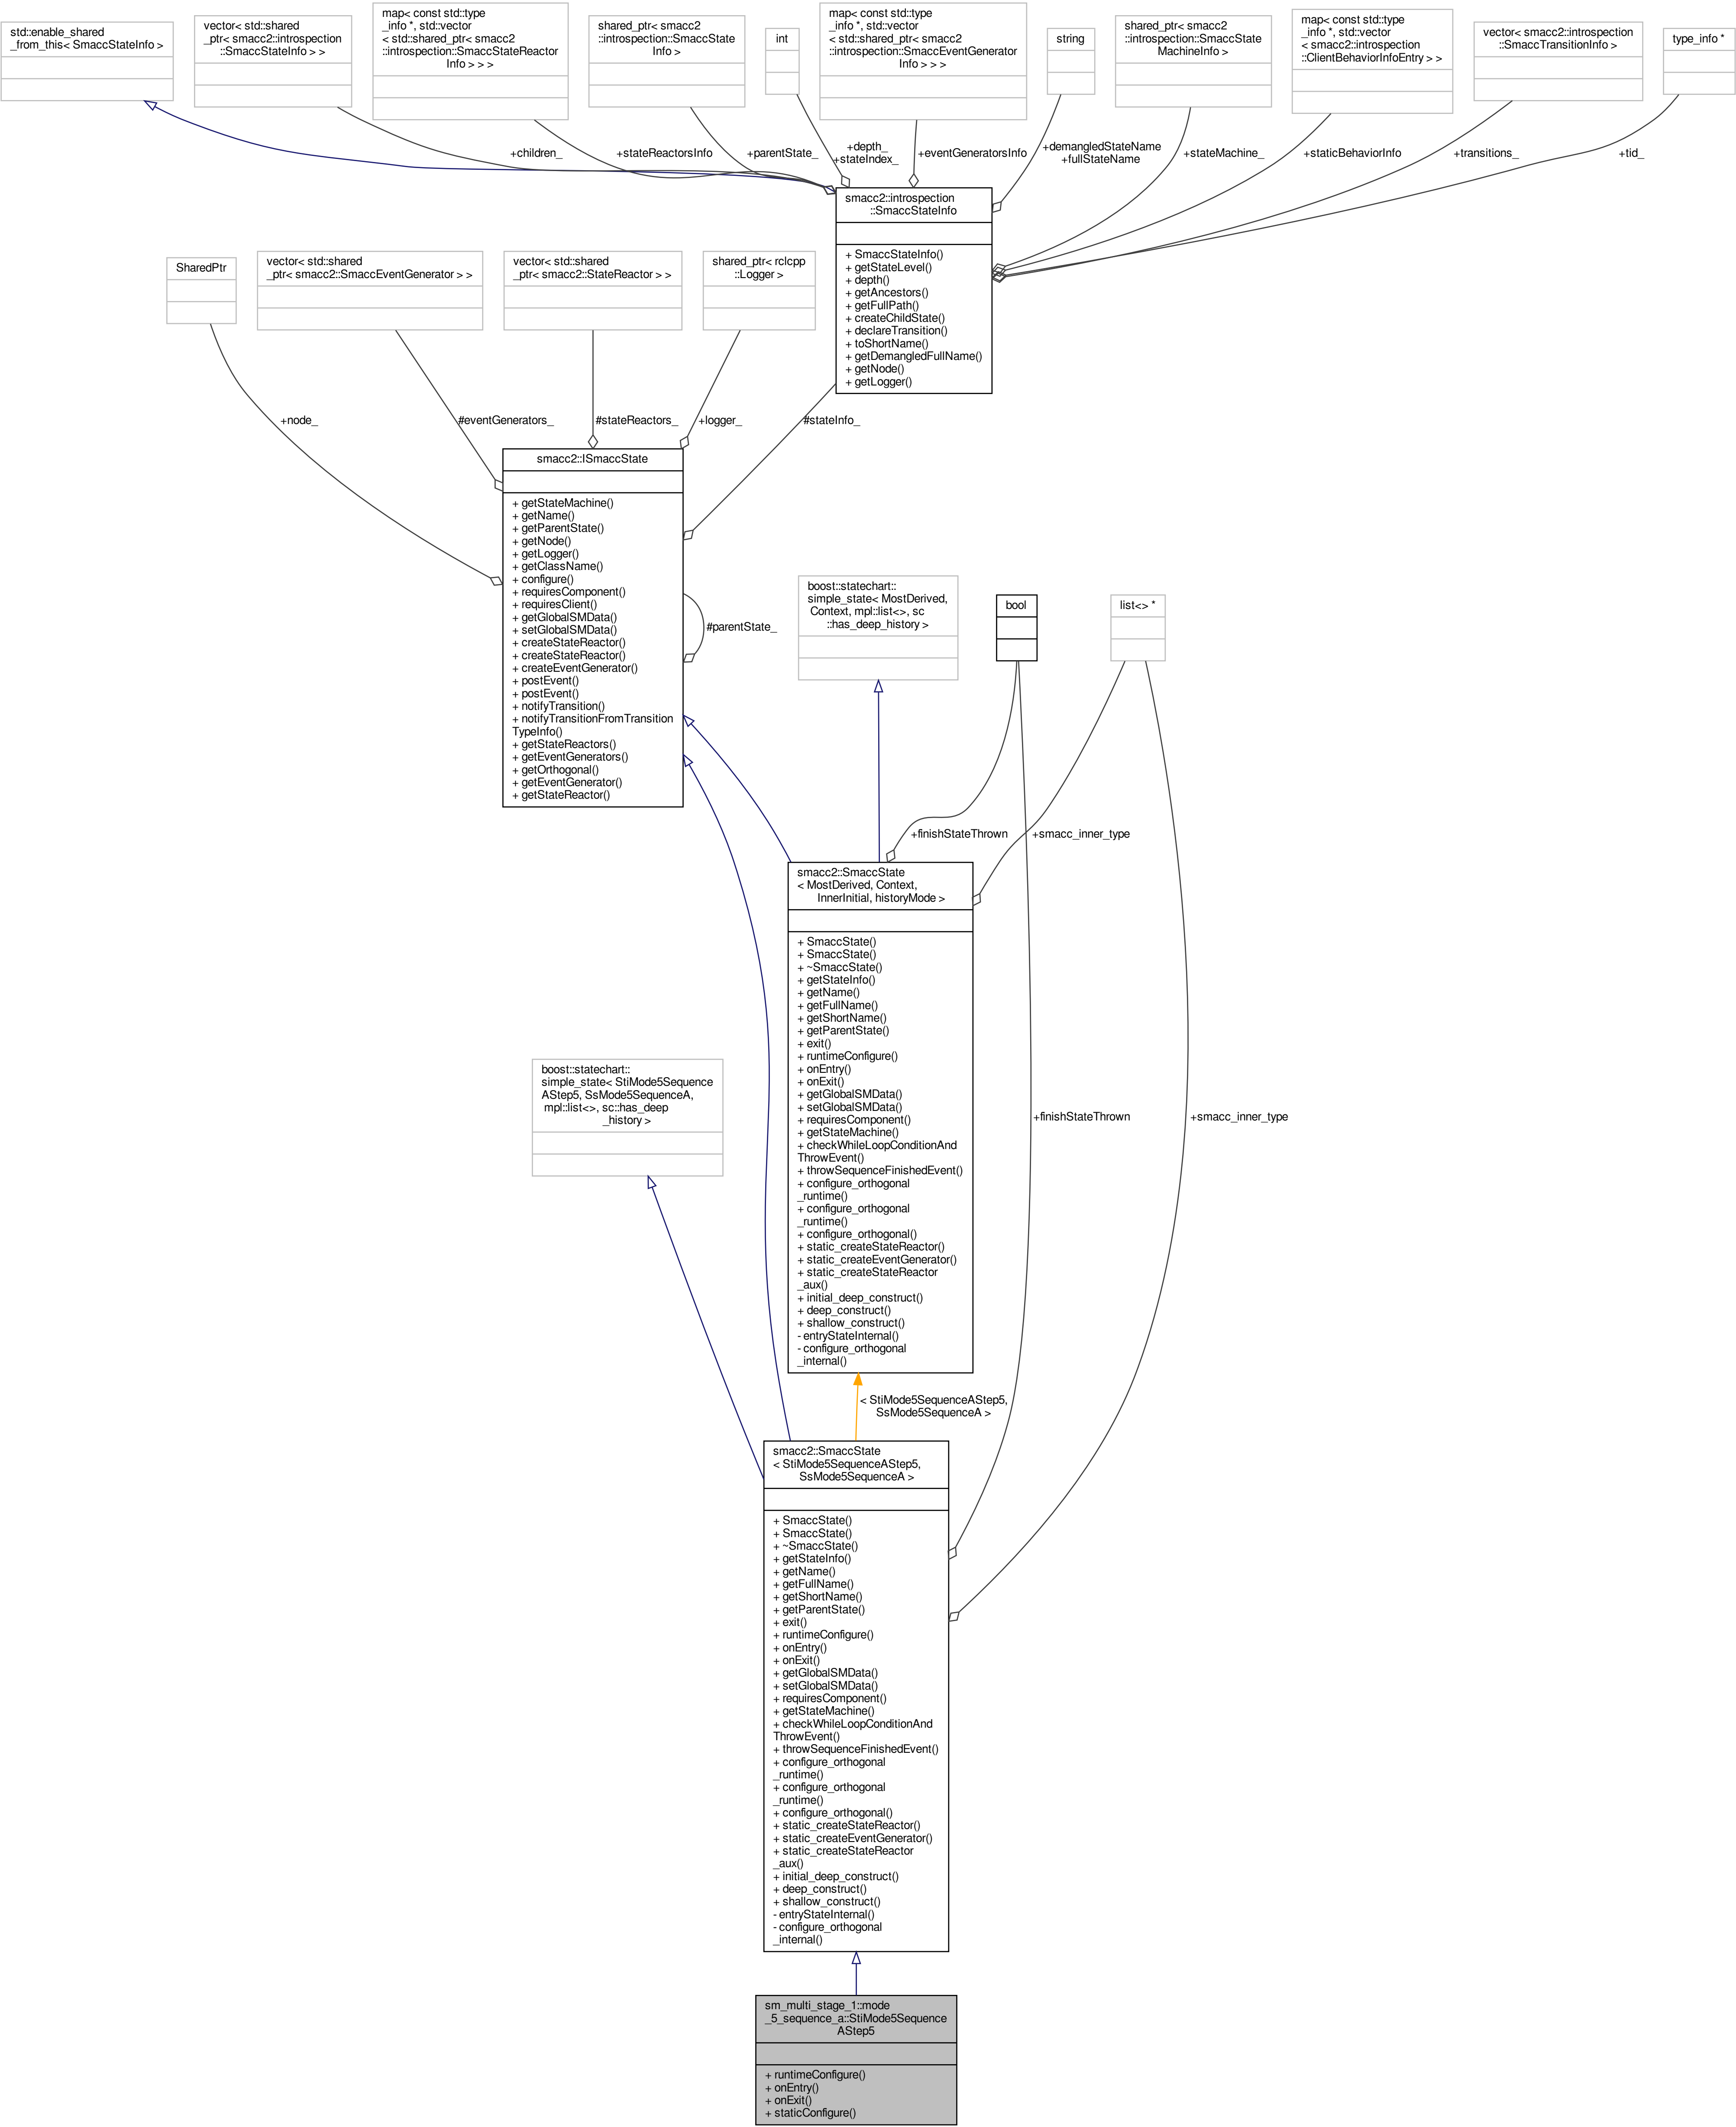 std::enable_shared
_from_this< SmaccStateInfo >
vector< std::shared
_ptr< smacc2::introspection
::SmaccStateInfo > >
map< const std::type
_info *, std::vector
< std::shared_ptr< smacc2
::introspection::SmaccStateReactor
Info > > >
shared_ptr< smacc2
::introspection::SmaccState
Info >
int
map< const std::type
_info *, std::vector
< std::shared_ptr< smacc2
::introspection::SmaccEventGenerator
Info > > >
string
shared_ptr< smacc2
::introspection::SmaccState
MachineInfo >
map< const std::type
_info *, std::vector
< smacc2::introspection
::ClientBehaviorInfoEntry > >
vector< smacc2::introspection
::SmaccTransitionInfo >
type_info *
+children_
+stateReactorsInfo
+parentState_
+depth_
+stateIndex_
+eventGeneratorsInfo
+demangledStateName
+fullStateName
+stateMachine_
+staticBehaviorInfo
+transitions_
+tid_
smacc2::introspection
::SmaccStateInfo
+ SmaccStateInfo()
+ getStateLevel()
+ depth()
+ getAncestors()
+ getFullPath()
+ createChildState()
+ declareTransition()
+ toShortName()
+ getDemangledFullName()
+ getNode()
+ getLogger()
SharedPtr
vector< std::shared
_ptr< smacc2::SmaccEventGenerator > >
vector< std::shared
_ptr< smacc2::StateReactor > >
shared_ptr< rclcpp
::Logger >
+node_
#eventGenerators_
#stateReactors_
+logger_
#stateInfo_
smacc2::ISmaccState
+ getStateMachine()
+ getName()
+ getParentState()
+ getNode()
+ getLogger()
+ getClassName()
+ configure()
+ requiresComponent()
+ requiresClient()
+ getGlobalSMData()
+ setGlobalSMData()
+ createStateReactor()
+ createStateReactor()
+ createEventGenerator()
+ postEvent()
+ postEvent()
+ notifyTransition()
+ notifyTransitionFromTransition
TypeInfo()
+ getStateReactors()
+ getEventGenerators()
+ getOrthogonal()
+ getEventGenerator()
+ getStateReactor()
#parentState_
boost::statechart::
simple_state< MostDerived,
Context, mpl::list<>, sc
::has_deep_history >
bool
list<> *
+finishStateThrown
+smacc_inner_type
smacc2::SmaccState
< MostDerived, Context,
InnerInitial, historyMode >
+ SmaccState()
+ SmaccState()
+ ~SmaccState()
+ getStateInfo()
+ getName()
+ getFullName()
+ getShortName()
+ getParentState()
+ exit()
+ runtimeConfigure()
+ onEntry()
+ onExit()
+ getGlobalSMData()
+ setGlobalSMData()
+ requiresComponent()
+ getStateMachine()
+ checkWhileLoopConditionAnd
ThrowEvent()
+ throwSequenceFinishedEvent()
+ configure_orthogonal
_runtime()
+ configure_orthogonal
_runtime()
+ configure_orthogonal()
+ static_createStateReactor()
+ static_createEventGenerator()
+ static_createStateReactor
_aux()
+ initial_deep_construct()
+ deep_construct()
+ shallow_construct()
- entryStateInternal()
- configure_orthogonal
_internal()
boost::statechart::
simple_state< StiMode5Sequence
AStep5, SsMode5SequenceA,
mpl::list<>, sc::has_deep
_history >
+finishStateThrown
+smacc_inner_type
< StiMode5SequenceAStep5,
SsMode5SequenceA >
smacc2::SmaccState
< StiMode5SequenceAStep5,
SsMode5SequenceA >
+ SmaccState()
+ SmaccState()
+ ~SmaccState()
+ getStateInfo()
+ getName()
+ getFullName()
+ getShortName()
+ getParentState()
+ exit()
+ runtimeConfigure()
+ onEntry()
+ onExit()
+ getGlobalSMData()
+ setGlobalSMData()
+ requiresComponent()
+ getStateMachine()
+ checkWhileLoopConditionAnd
ThrowEvent()
+ throwSequenceFinishedEvent()
+ configure_orthogonal
_runtime()
+ configure_orthogonal
_runtime()
+ configure_orthogonal()
+ static_createStateReactor()
+ static_createEventGenerator()
+ static_createStateReactor
_aux()
+ initial_deep_construct()
+ deep_construct()
+ shallow_construct()
- entryStateInternal()
- configure_orthogonal
_internal()
sm_multi_stage_1::mode
_5_sequence_a::StiMode5Sequence
AStep5
+ runtimeConfigure()
+ onEntry()
+ onExit()
+ staticConfigure()